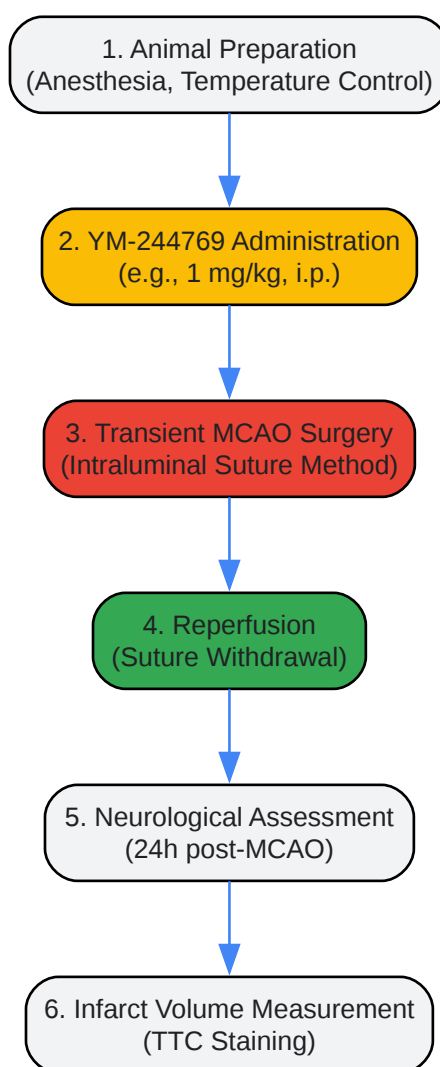 1. Animal Preparation
(Anesthesia, Temperature Control)
2. YM-244769 Administration
(e.g., 1 mg/kg, i.p.)
3. Transient MCAO Surgery
(Intraluminal Suture Method)
4. Reperfusion
(Suture Withdrawal)
5. Neurological Assessment
(24h post-MCAO)
6. Infarct Volume Measurement
(TTC Staining)